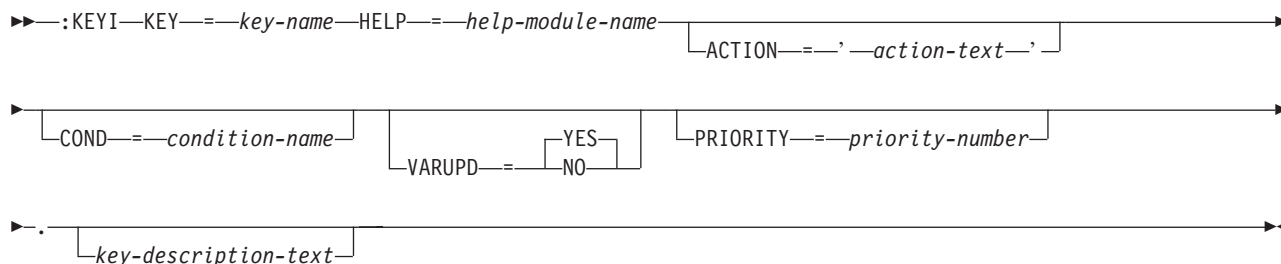 :KEYI KEY = key-name HELP = help-module-name
ACTION = ’ action-text ’
COND = condition-name
YES
VARUPD = NO
PRIORITY = priority-number
.
key-description-text